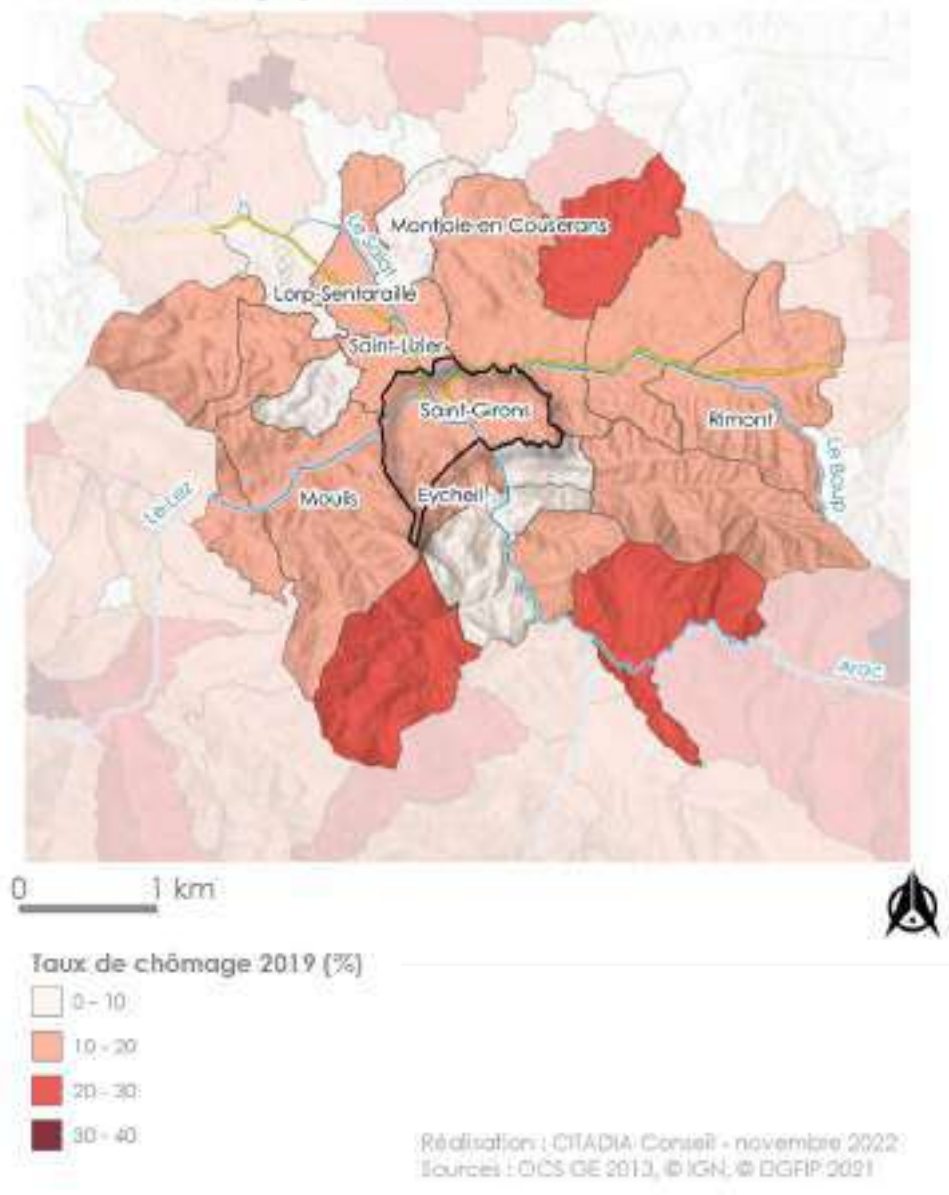 Montjoie-en-Couserans
Le Salat
Lorp-Sentaraille
Saint-Lizier
Saint-Girons
Rimont
Le Baup
Eycheil
Moulis
Le Lez
Arac
0 1 km
Taux de chômage 2019 (%)
0 - 10
10 - 20
20 - 30
30 - 40
Réalisation : CITADIA Conseil - novembre 2022
Sources : OCS GE 2013, © IGN, © DGFIP 2021